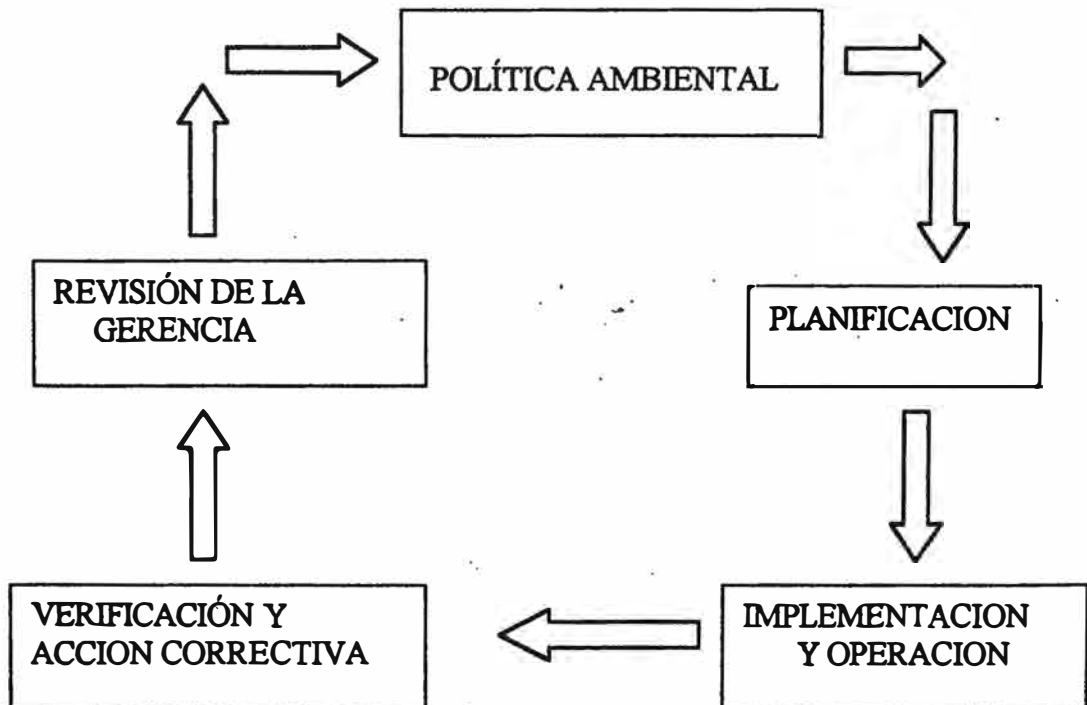 POLÍTICA AMBIENTAL
REVISIÓN DE LA
GERENCIA
PLANIFICACION
VERIFICACIÓN Y
ACCION CORRECTIVA
IMPLEMENTACION
Y OPERACION